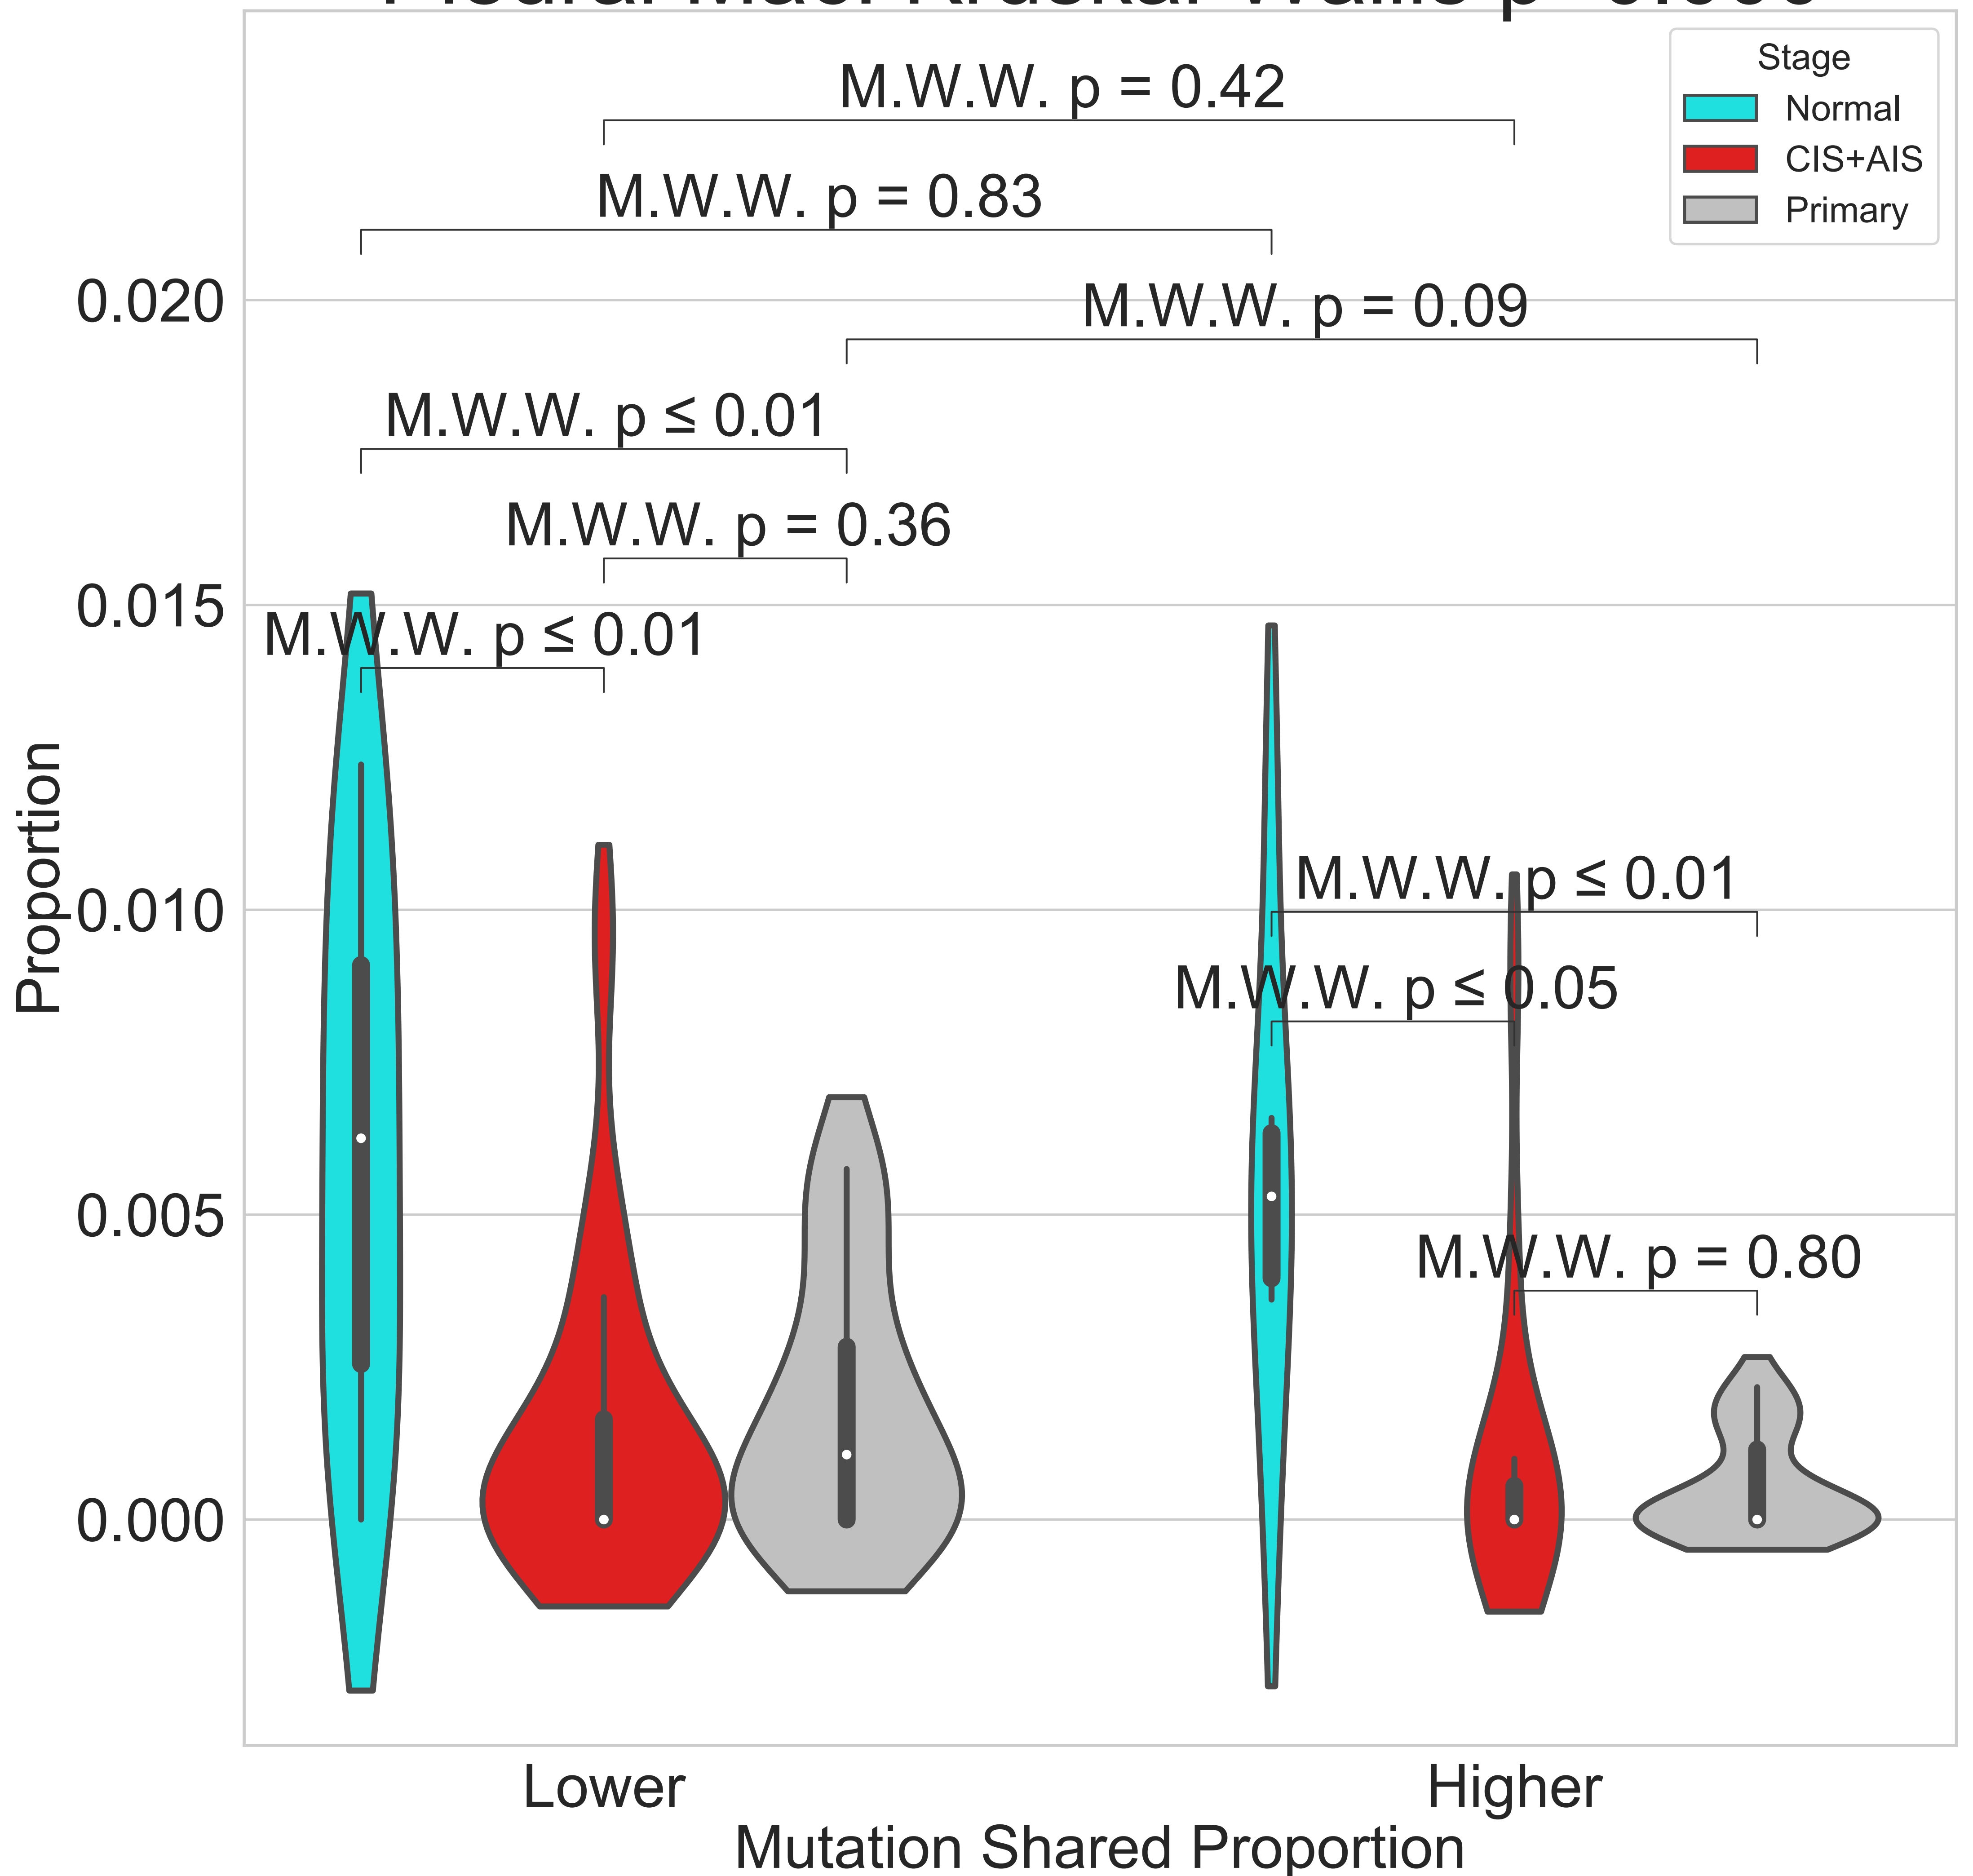 Stage
Normal
CIS+AIS
Primary
M.W.W. p = 0.42
M.W.W. p = 0.83
M.W.W. p = 0.09
M.W.W. p ≤ 0.01
M.W.W. p = 0.36
M.W.W. p ≤ 0.01
M.W.W. p ≤ 0.01
M.W.W. p ≤ 0.05
M.W.W. p = 0.80
0.020
0.015
0.010
0.005
0.000
Proportion
Lower
Higher
Mutation Shared Proportion